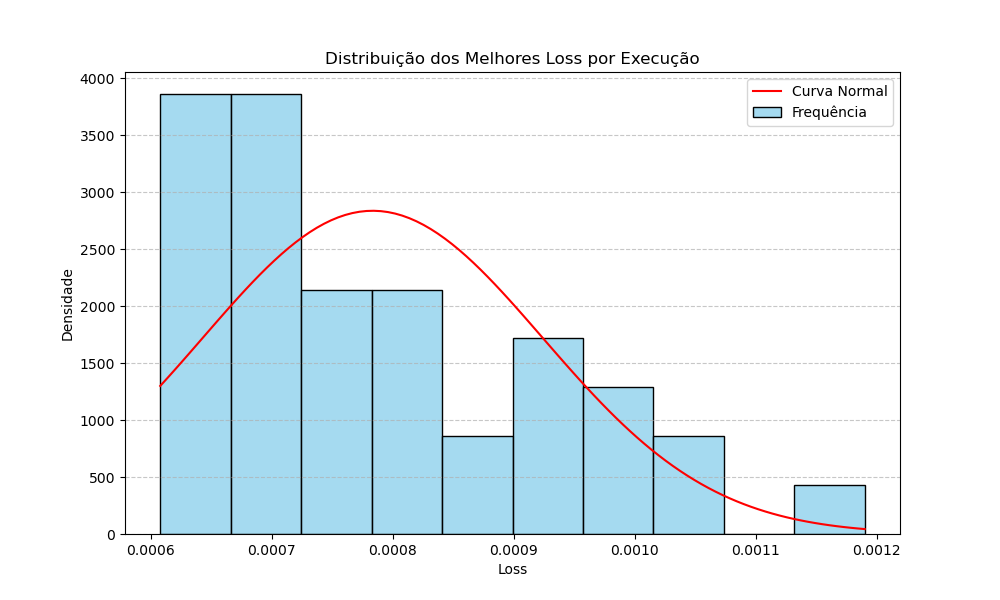 Distribuição dos Melhores Loss por Execução
Curva Normal
Frequência
4000
3500
3000
2500
2000
1500
1000
500
0
Densidade
0.0006 0.0007 0.0008 0.0009 0.0010 0.0011 0.0012
Loss